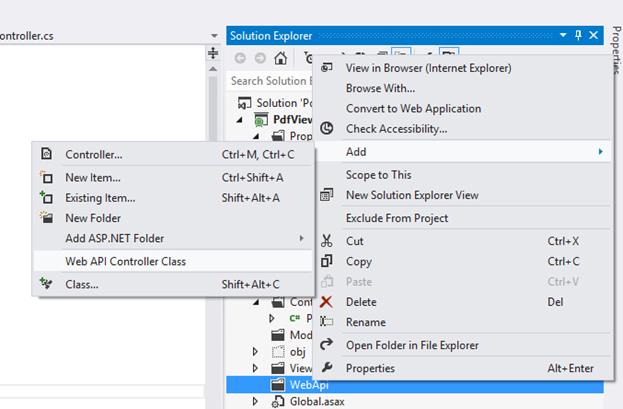 ontroller.cs
Solution Explorer
Properties
Search Solution E
Solution 'Pd
PdfView
Prop
View in Browser (Internet Explorer)
Browse With...
Convert to Web Application
Check Accessibility...
Add
Scope to This
New Solution Explorer View
Exclude From Project
Cut Ctrl+X
Copy Ctrl+C
Paste Ctrl+V
Delete Del
Rename
Open Folder in File Explorer
Properties Alt+Enter
Controller... Ctrl+M, Ctrl+C
New Item... Ctrl+Shift+A
Existing Item... Shift+Alt+A
New Folder
Add ASP.NET Folder
Web API Controller Class
Class... Shift+Alt+C
Cont
C# P
Mod
obj
View
WebApi
Global.asax